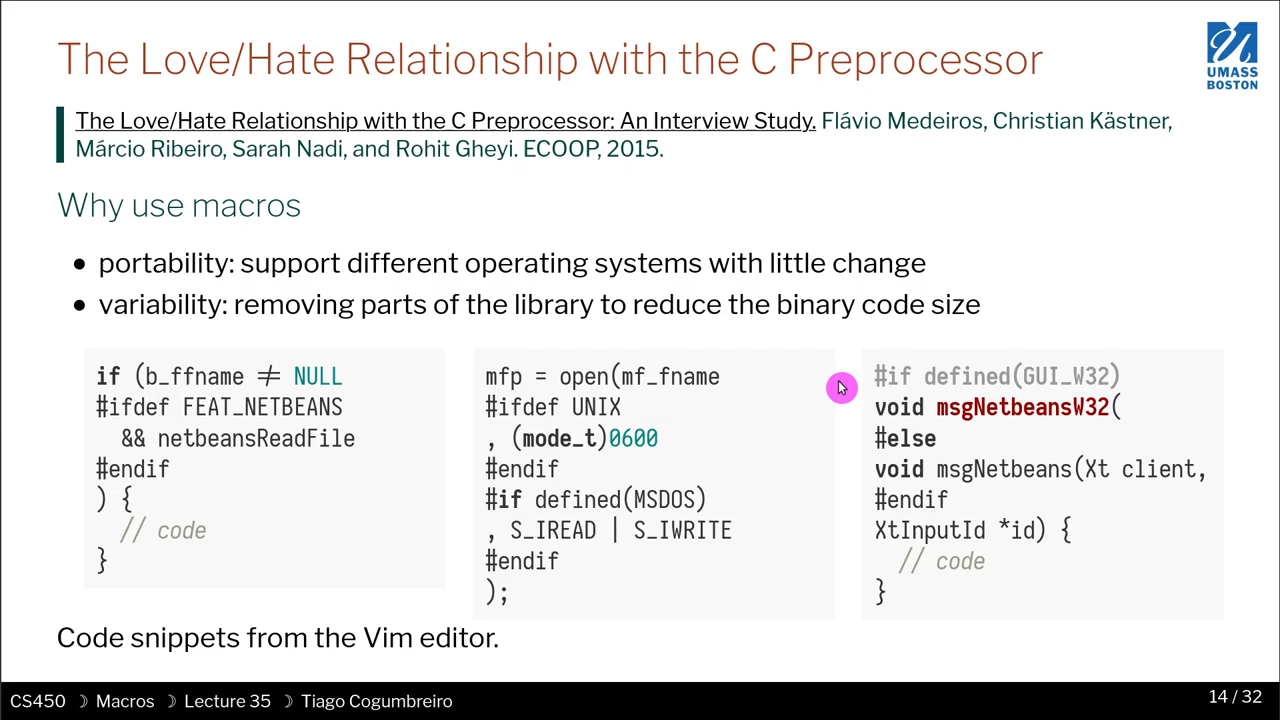 The Love/Hate Relationship with the C Preprocessor
UMASS
BOSTON
The Love/Hate Relationship with the C Preprocessor: An Interview Study. Flávio Medeiros, Christian Kästner,
Márcio Ribeiro, Sarah Nadi, and Rohit Gheyi. ECOOP, 2015.
Why use macros
• portability: support different operating systems with little change
• variability: removing parts of the library to reduce the binary code size
if (b_ffname ≠ NULL
#ifdef FEAT_NETBEANS
&& netbeansReadFile
#endif
) {
// code
}
mfp = open(mf_fname
#ifdef UNIX
, (mode_t)0600
#endif
#if defined(MSDOS)
, S_IREAD | S_IWRITE
#endif
);
#if defined(GUI_W32)
void msgNetbeansW32(
#else
void msgNetbeans(Xt client,
#endif
XtInputId *id) {
// code
}
Code snippets from the Vim editor.
CS450 ☽ Macros ☽ Lecture 35 ☽ Tiago Cogumbreiro
14 / 32